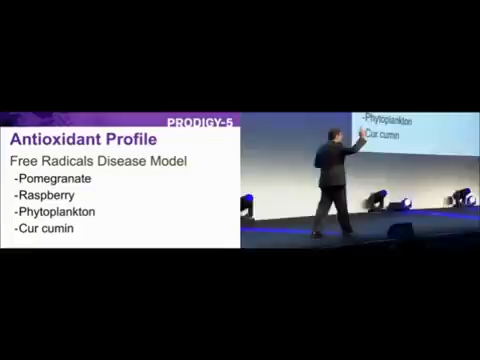 PRODIGY-5
Antioxidant Profile
Free Radicals Disease Model
-Pomegranate
-Raspberry
-Phytoplankton
-Cur cumin
-Phytoplankton
-Cur cumin